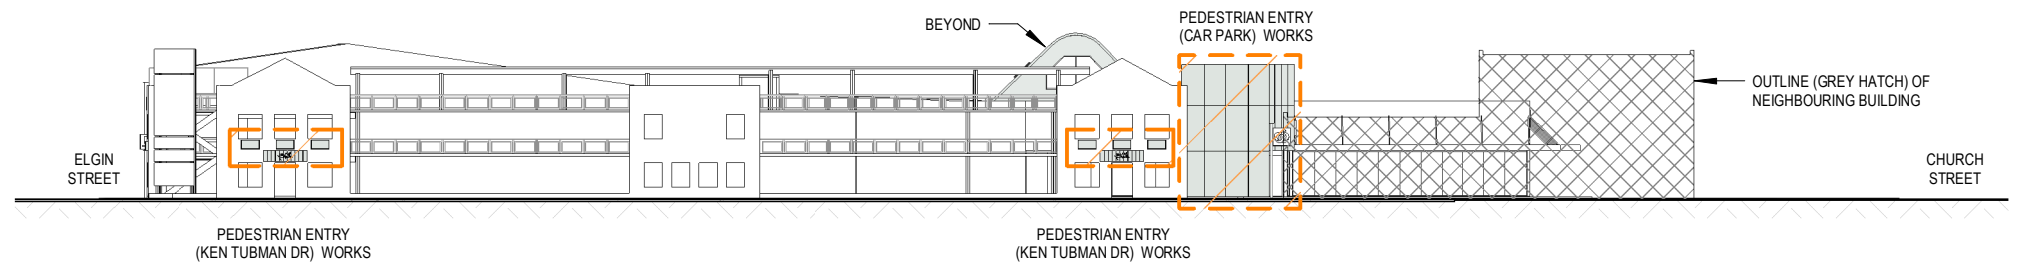 BEYOND
PEDESTRIAN ENTRY
(CAR PARK) WORKS
OUTLINE (GREY HATCH) OF
NEIGHBOURING BUILDING
ELGIN
STREET
CHURCH
STREET
PEDESTRIAN ENTRY
(KEN TUBMAN DR) WORKS
PEDESTRIAN ENTRY
(KEN TUBMAN DR) WORKS